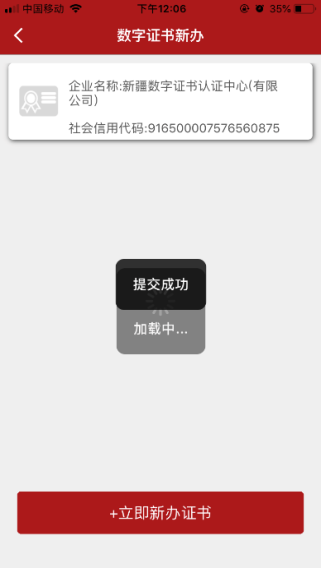 中国移动 下午12:06 35%
数字证书新办
企业名称:新疆数字证书认证中心(有限
公司)
社会信用代码:916500007576560875
提交成功
加载中...
+立即新办证书